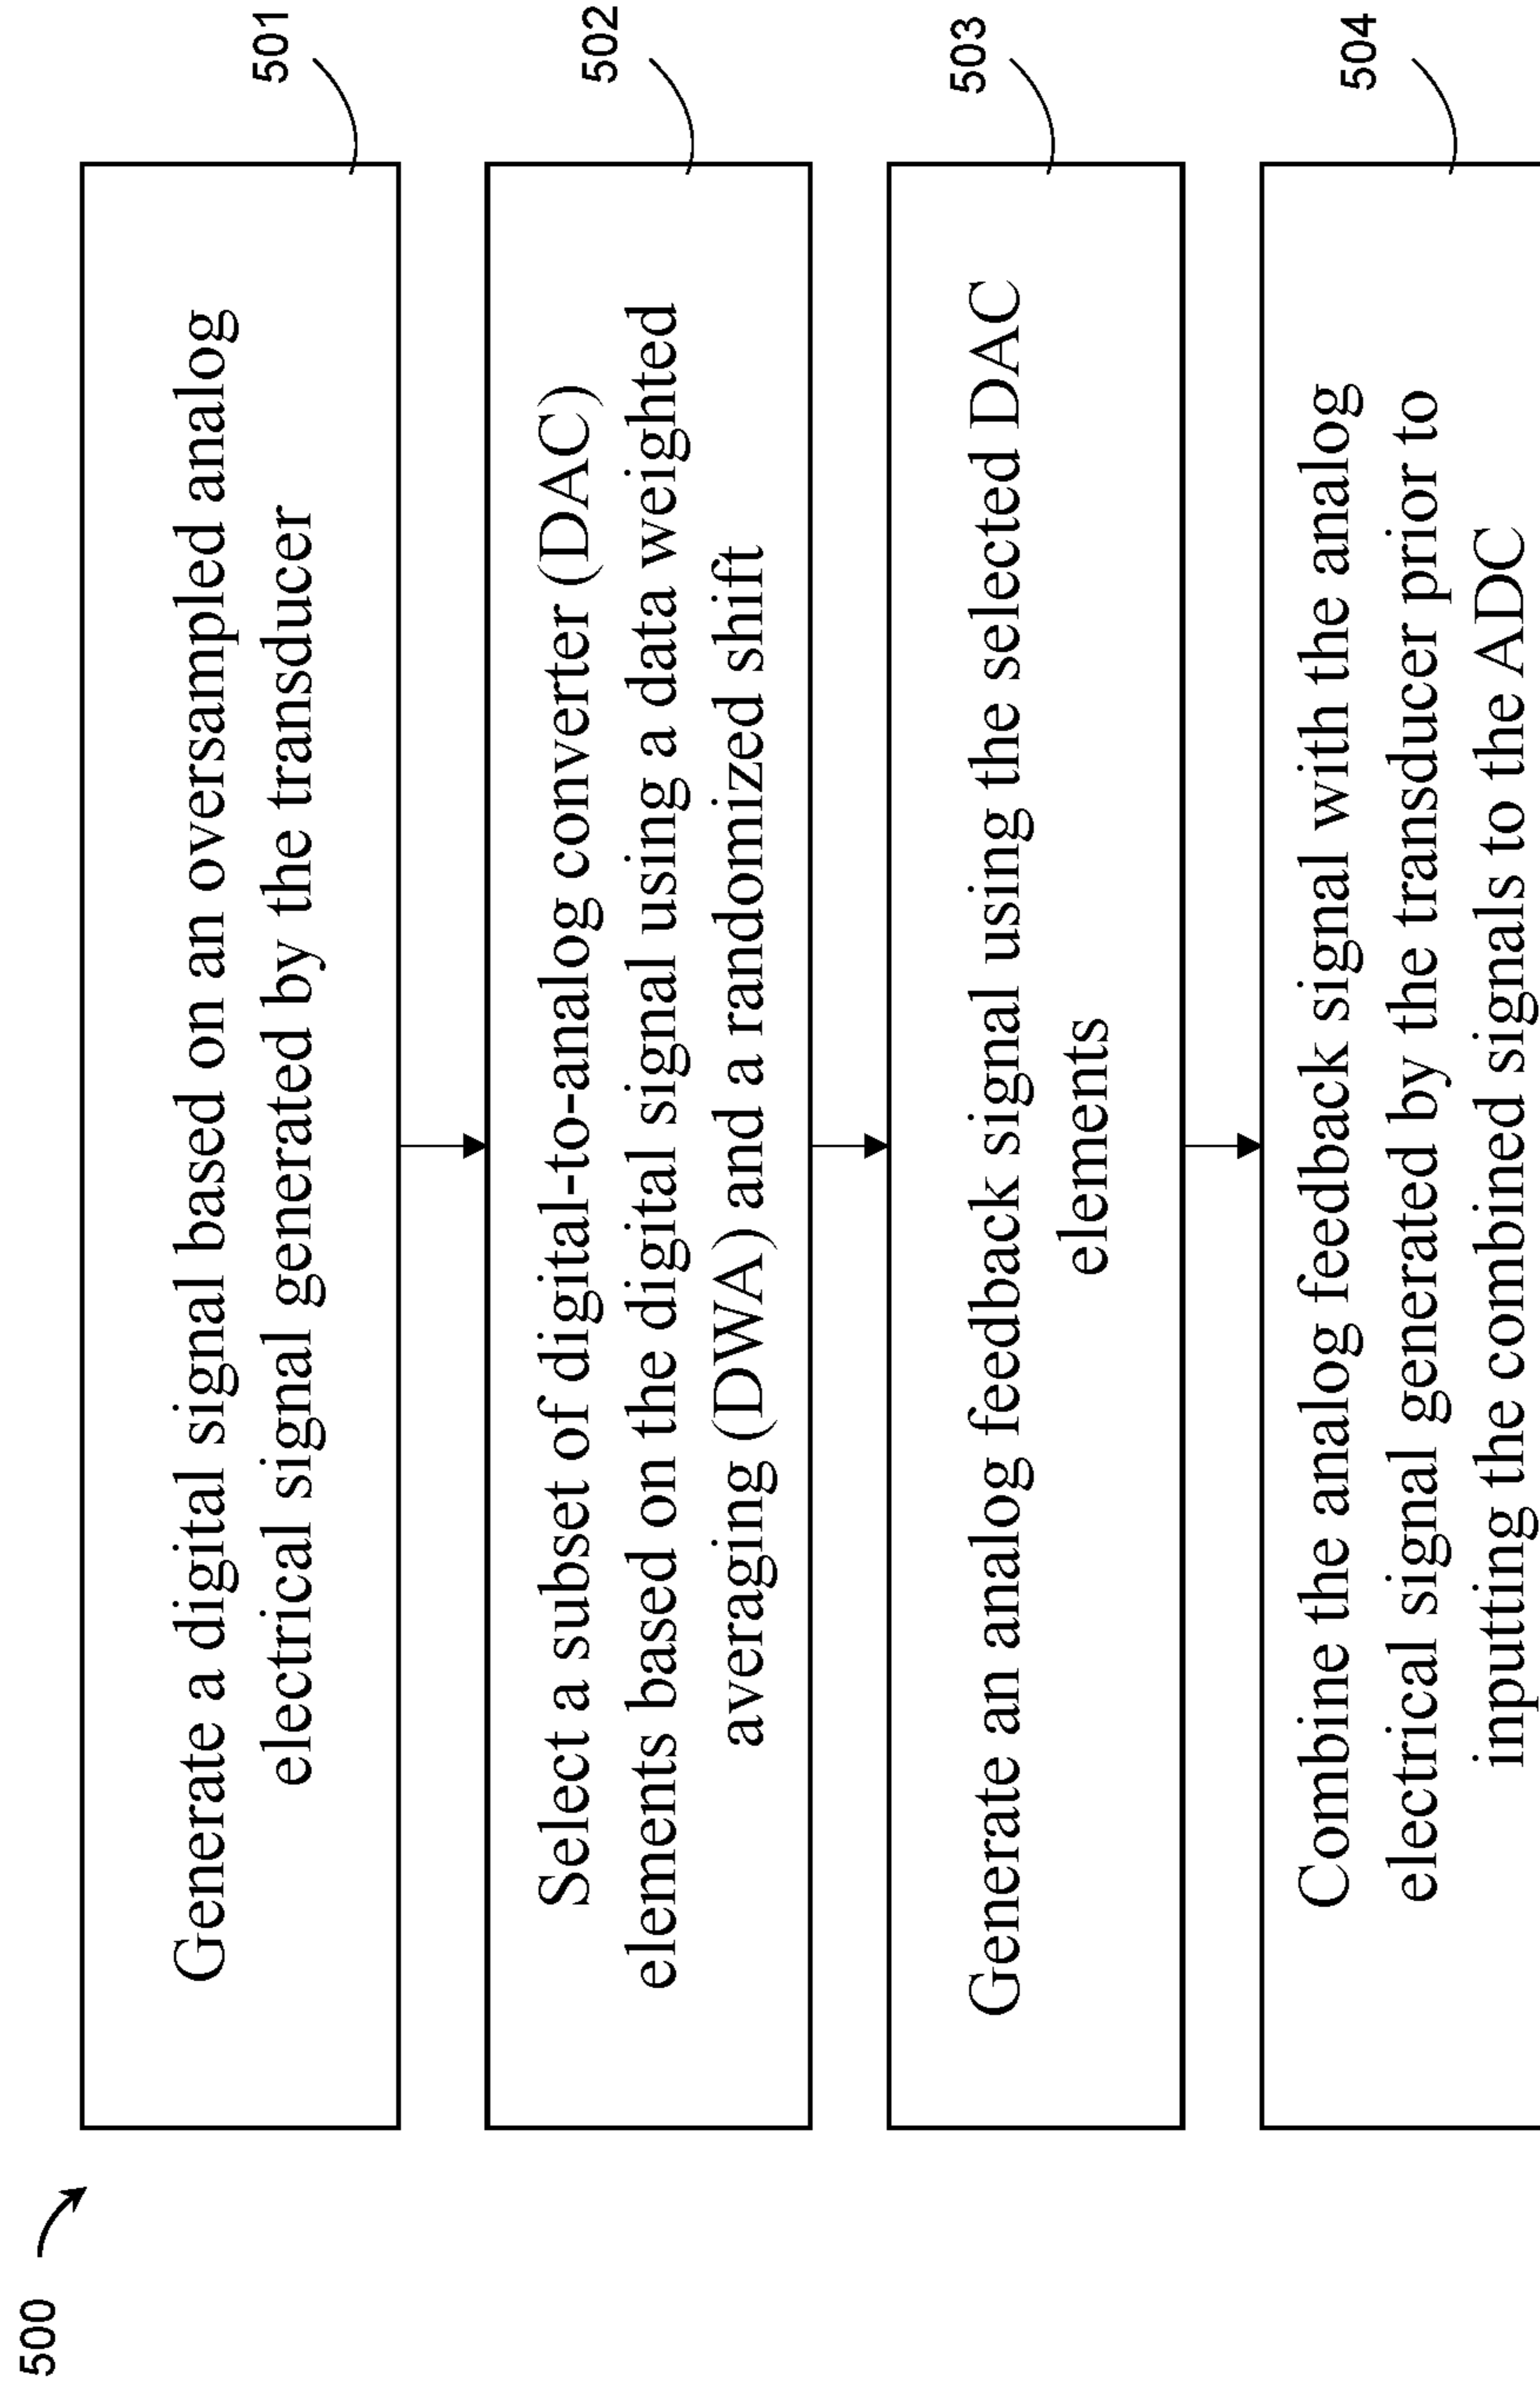 500
Generate a digital signal based on an oversampled analog
electrical signal generated by the transducer
501
Select a subset of digital-to-analog converter (DAC)
elements based on the digital signal using a data weighted
averaging (DWA) and a randomized shift
502
Generate an analog feedback signal using the selected DAC
elements
503
Combine the analog feedback signal with the analog
electrical signal generated by the transducer prior to
inputting the combined signals to the ADC
504